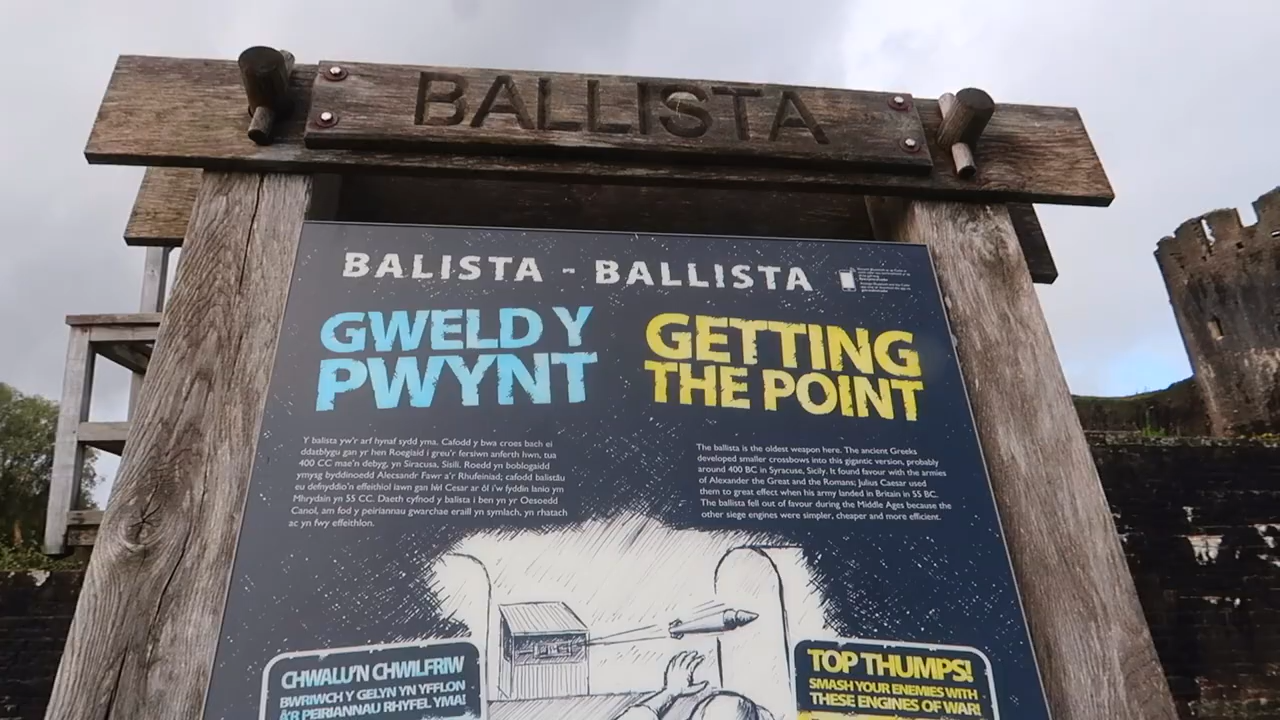 BALLISTA
BALISTA - BALLISTA
GWELD Y
PWYNT
GETTING
THE POINT
Y balista yw'r arf hynaf sydd yma. Cafodd y bwa croes bach ei
ddatblygu gan yr hen Roegiaid i greu'r fersiwn anferth hwn, tua
400 CC mae'n debyg, yn Siracusa, Sisili. Roedd yn boblogaidd
ymysg byddinoedd Alecsandr Fawr a'r Rhufeiniad; cafodd balistâu
eu defnyddio'n effeithiol iawn gan Iŵl Cesar ar ôl i'w fyddin lanio ym
Mhrydain yn 55 CC. Daeth cyfnod y balista i ben yn yr Oesoedd
Canol, am fod y peiriannau gwarchae eraill yn symlach, yn rhatach
ac yn fwy effeithlon.
The ballista is the oldest weapon here. The ancient Greeks
developed smaller crossbows into this gigantic version, probably
around 400 BC in Syracuse, Sicily. It found favour with the armies
of Alexander the Great and the Romans; Julius Caesar used
them to great effect when his army landed in Britain in 55 BC.
The ballista fell out of favour during the Middle Ages because the
other siege engines were simpler, cheaper and more efficient.
CHWALU'N CHWILFRIW
BWRIWCH Y GELYN YN YFFLON
Â'R PEIRIANNAU RHYFEL YMA!
TOP THUMPS!
SMASH YOUR ENEMIES WITH
THESE ENGINES OF WAR!